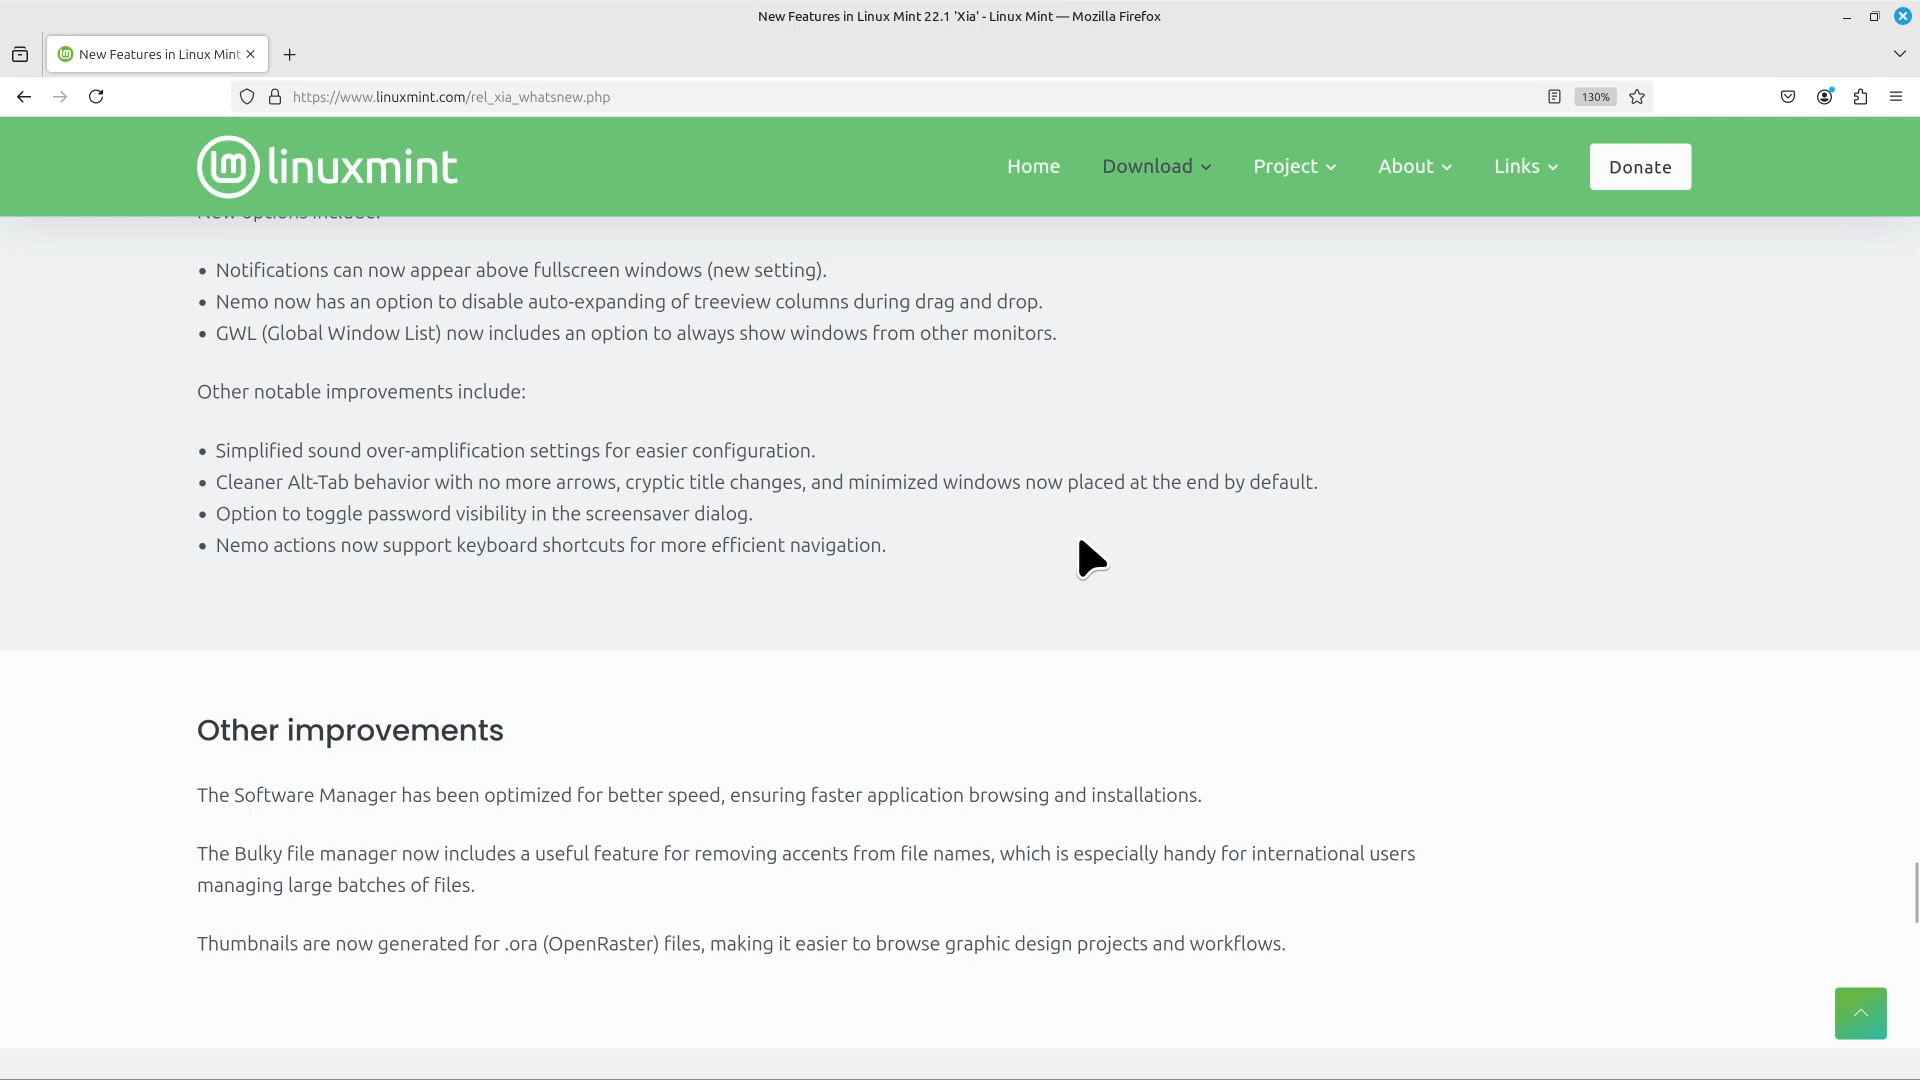 New Features in Linux Mint 22.1 'Xia' - Linux Mint — Mozilla Firefox
New Features in Linux Mint
https://www.linuxmint.com/rel_xia_whatsnew.php
130%
linuxmint
Home
Download
Project
About
Links
Donate
New options include:
• Notifications can now appear above fullscreen windows (new setting).
• Nemo now has an option to disable auto-expanding of treeview columns during drag and drop.
• GWL (Global Window List) now includes an option to always show windows from other monitors.
Other notable improvements include:
• Simplified sound over-amplification settings for easier configuration.
• Cleaner Alt-Tab behavior with no more arrows, cryptic title changes, and minimized windows now placed at the end by default.
• Option to toggle password visibility in the screensaver dialog.
• Nemo actions now support keyboard shortcuts for more efficient navigation.
Other improvements
The Software Manager has been optimized for better speed, ensuring faster application browsing and installations.
The Bulky file manager now includes a useful feature for removing accents from file names, which is especially handy for international users
managing large batches of files.
Thumbnails are now generated for .ora (OpenRaster) files, making it easier to browse graphic design projects and workflows.